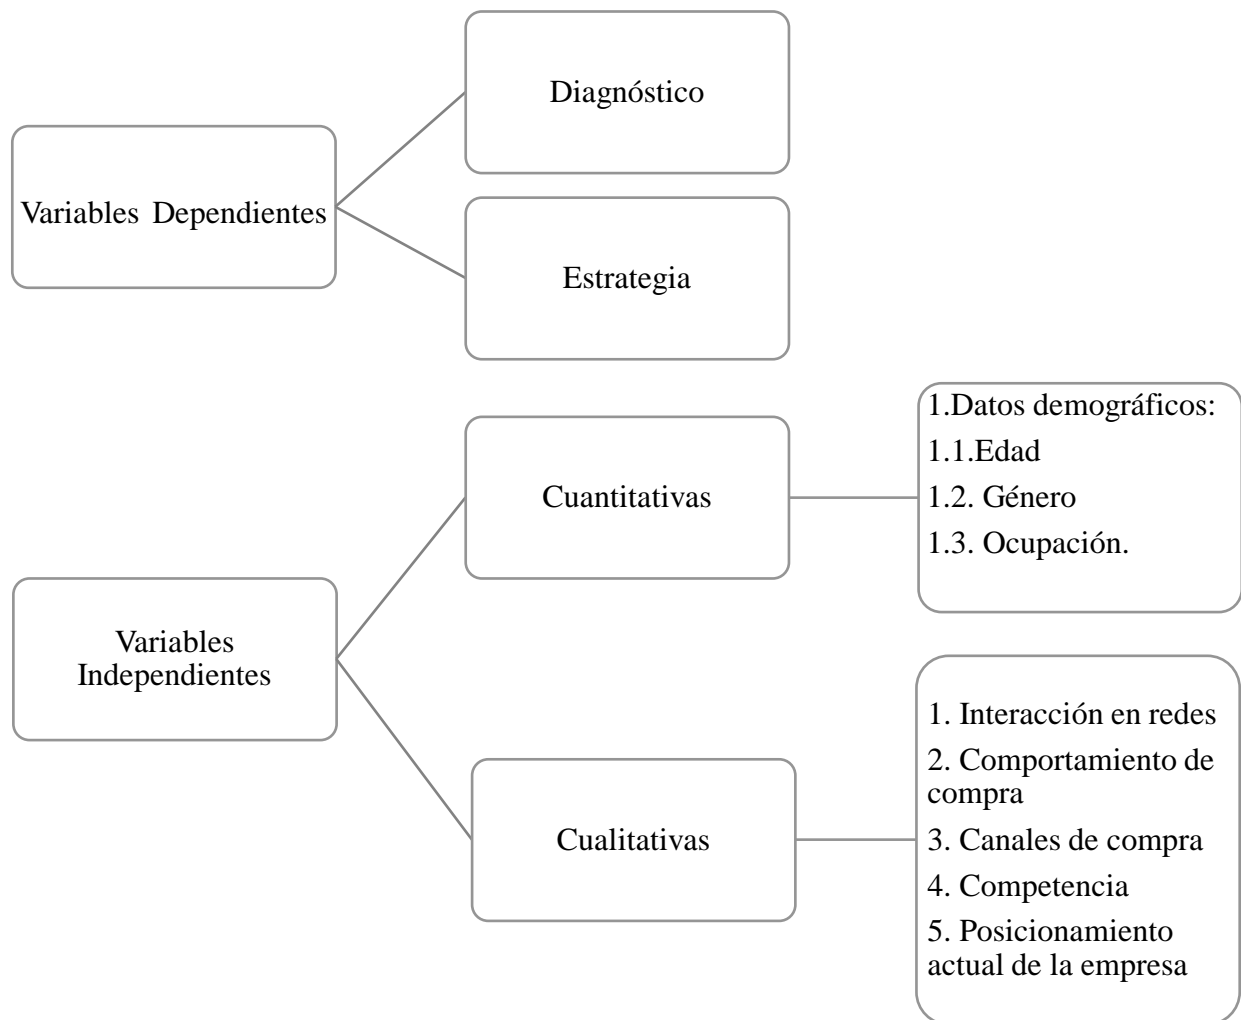 Diagnóstico
Variables Dependientes
Estrategia
1.Datos demográficos:
1.1.Edad
1.2. Género
1.3. Ocupación.
Cuantitativas
Variables
Independientes
Cualitativas
1. Interacción en redes
2. Comportamiento de
compra
3. Canales de compra
4. Competencia
5. Posicionamiento
actual de la empresa